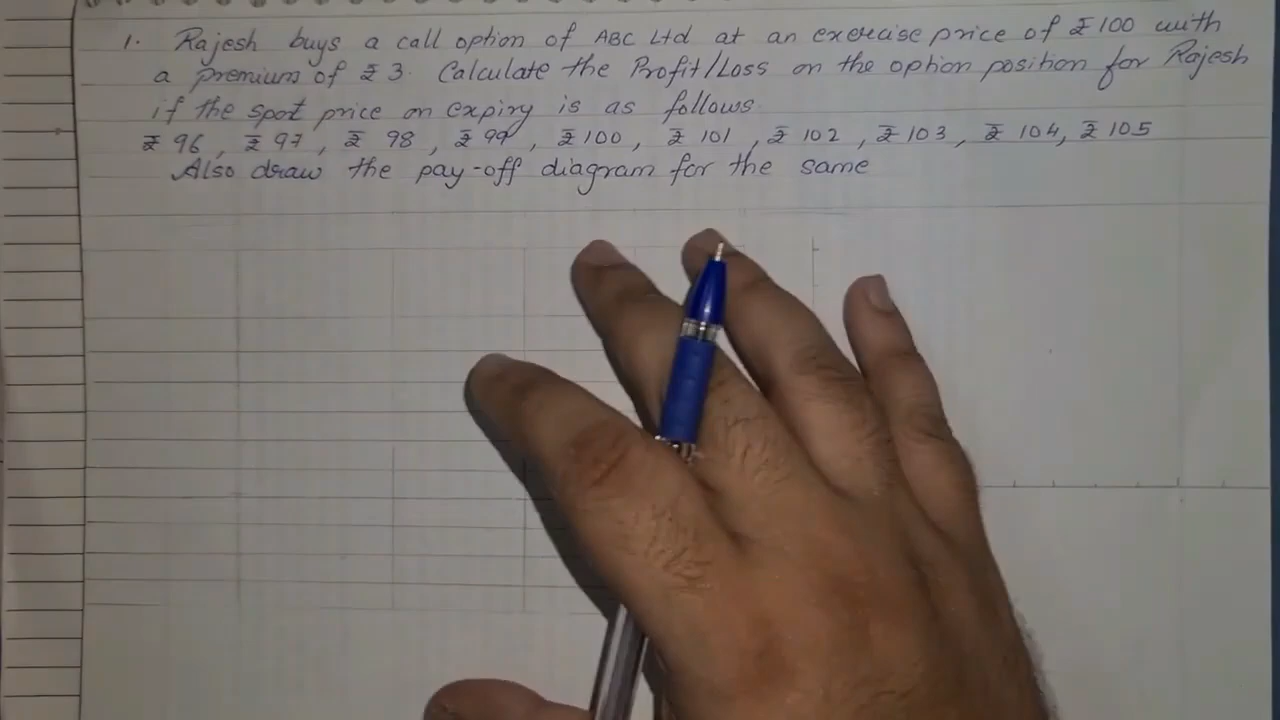 1. Rajesh buys a call option of ABC Ltd at an exercise price of ₹ 100 with
a premium of ₹ 3. Calculate the Profit/Loss on the option position for Rajesh
if the spot price on expiry is as follows.
₹ 96, ₹ 97, ₹ 98, ₹ 99, ₹ 100, ₹ 101, ₹ 102, ₹ 103, ₹ 104, ₹ 105
Also draw the pay-off diagram for the same